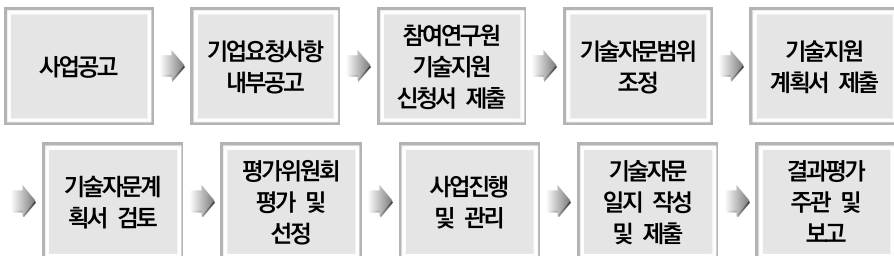 사업공고
기업요청사항
내부공고
참여연구원
기술지원
신청서 제출
기술자문범위
조정
기술지원
계획서 제출
기술자문계
획서 검토
평가위원회
평가 및
선정
사업진행
및 관리
기술자문
일지 작성
및 제출
결과평가
주관 및
보고